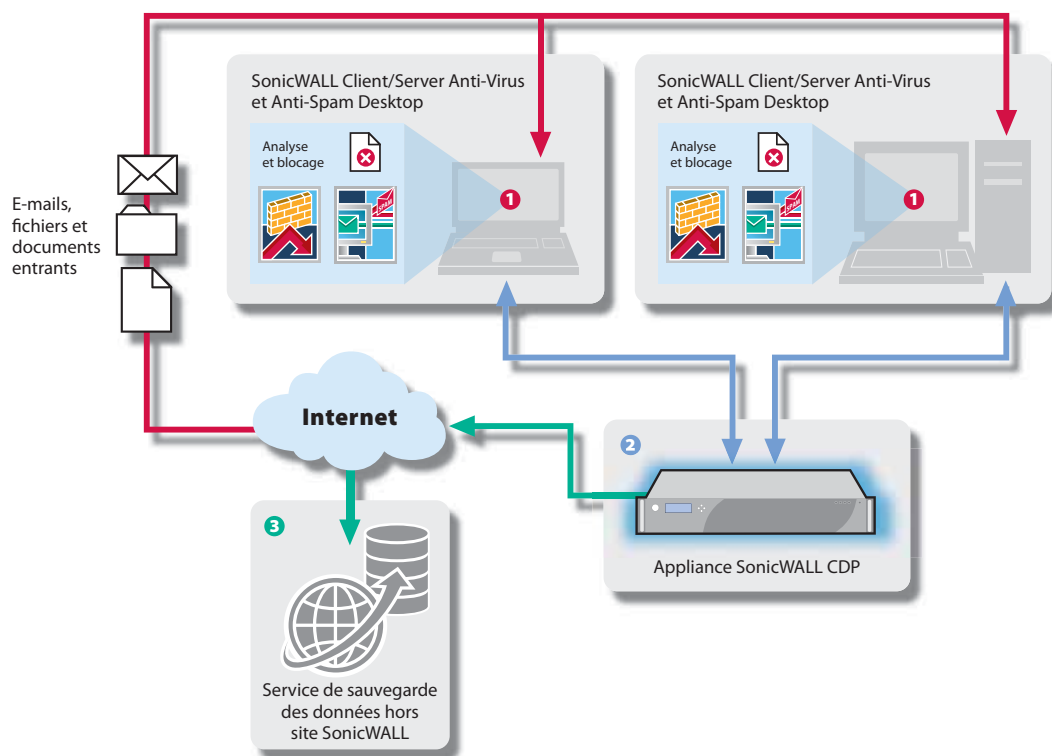 SonicWALL Client/Server Anti-Virus
et Anti-Spam Desktop
Analyse
et blocage
SPAM
1
SonicWALL Client/Server Anti-Virus
et Anti-Spam Desktop
Analyse
et blocage
SPAM
1
E-mails,
fichiers et
documents
entrants
Internet
2
Appliance SonicWALL CDP
3
Service de sauvegarde
des données hors
site SonicWALL